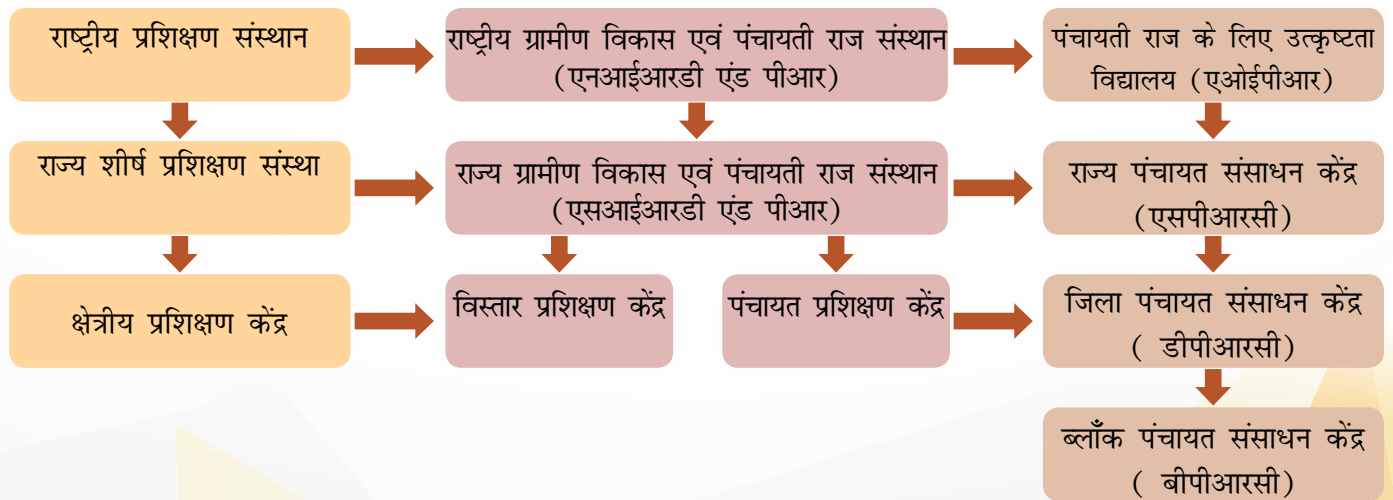 राष्ट्रीय प्रशिक्षण संस्थान
राष्ट्रीय ग्रामीण विकास एवं पंचायती राज संस्थान
(एनआईआरडी एंड पीआर)
पंचायती राज के लिए उत्कृष्टता
विद्यालय (एओईपीआर)
राज्य शीर्ष प्रशिक्षण संस्था
राज्य ग्रामीण विकास एवं पंचायती राज संस्थान
(एसआईआरडी एंड पीआर)
राज्य पंचायत संसाधन केंद्र
(एसपीआरसी)
क्षेत्रीय प्रशिक्षण केंद्र
विस्तार प्रशिक्षण केंद्र
पंचायत प्रशिक्षण केंद्र
जिला पंचायत संसाधन केंद्र
( डीपीआरसी)
ब्लॉंक पंचायत संसाधन केंद्र
( बीपीआरसी)